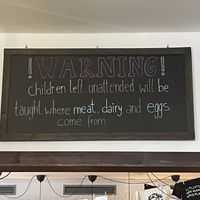 ! WARNING !
children left unattended will be
taught where meat, dairy and eggs
come from